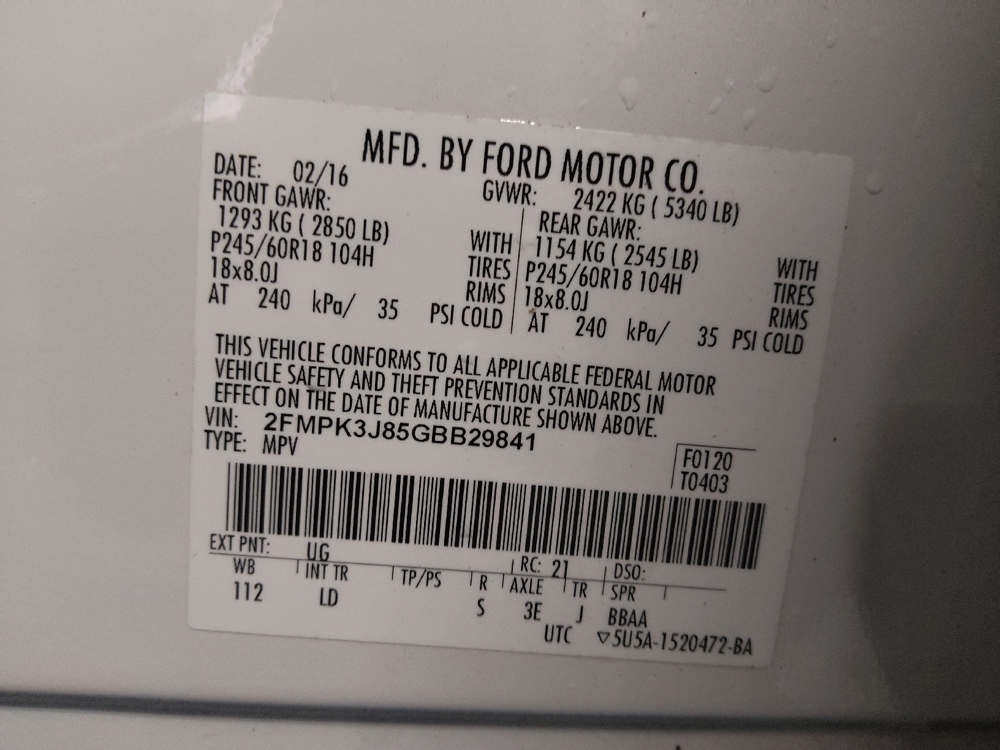 MFD. BY FORD MOTOR CO.
DATE: 02/16 GVWR: 2422 KG ( 5340 LB)
FRONT GAWR: REAR GAWR:
1293 KG ( 2850 LB) WITH 1154 KG ( 2545 LB) WITH
P245/60R18 104H TIRES P245/60R18 104H TIRES
18x8.0J RIMS 18x8.0J RIMS
AT 240 kPa/ 35 PSI COLD AT 240 kPa/ 35 PSI COLD
THIS VEHICLE CONFORMS TO ALL APPLICABLE FEDERAL MOTOR
VEHICLE SAFETY AND THEFT PREVENTION STANDARDS IN
EFFECT ON THE DATE OF MANUFACTURE SHOWN ABOVE.
VIN: 2FMPK3J85GBB29841
TYPE: MPV
F0120
T0403
EXT PNT: UG RC: 21 DSO:
WB INT TR TP/PS R AXLE TR SPR
112 LD S 3E J BBAA
UTC ▽5U5A-1520472-BA